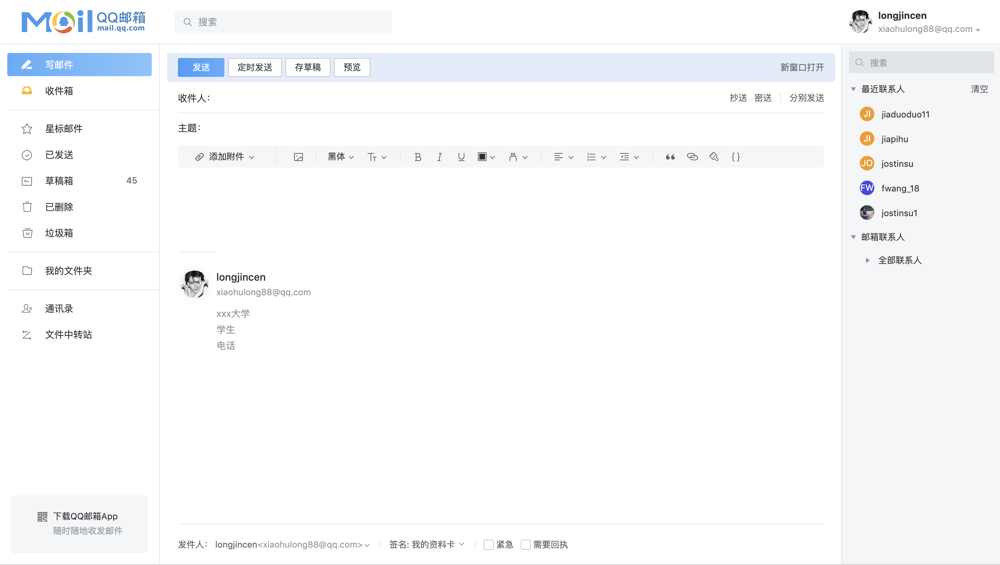 Mail QQ邮箱
mail.qq.com
搜索
longjincen
xiaohulong88@qq.com
写邮件
收件箱
星标邮件
已发送
草稿箱 45
已删除
垃圾箱
我的文件夹
通讯录
文件中转站
下载QQ邮箱App
随时随地收发邮件
发送 定时发送 存草稿 预览 新窗口打开
收件人： 抄送 密送 分别发送
主题：
添加附件 黑体
longjincen
xiaohulong88@qq.com
xxx大学
学生
电话
发件人： longjincen<xiaohulong88@qq.com> 签名: 我的资料卡 紧急 需要回执
搜索
最近联系人 清空
JI jiaduoduo11
JI jiapihu
JO jostinsu
FW fwang_18
jostinsu1
邮箱联系人
全部联系人